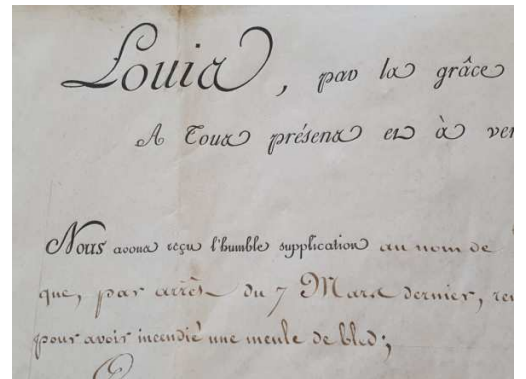 Louis, par la grâce
A Tous présens et à ve
Nous avons reçu l'humble supplication au nom de
que, par arrêt du 7 Mars dernier, re
pour avoir incendié une meule de bled;